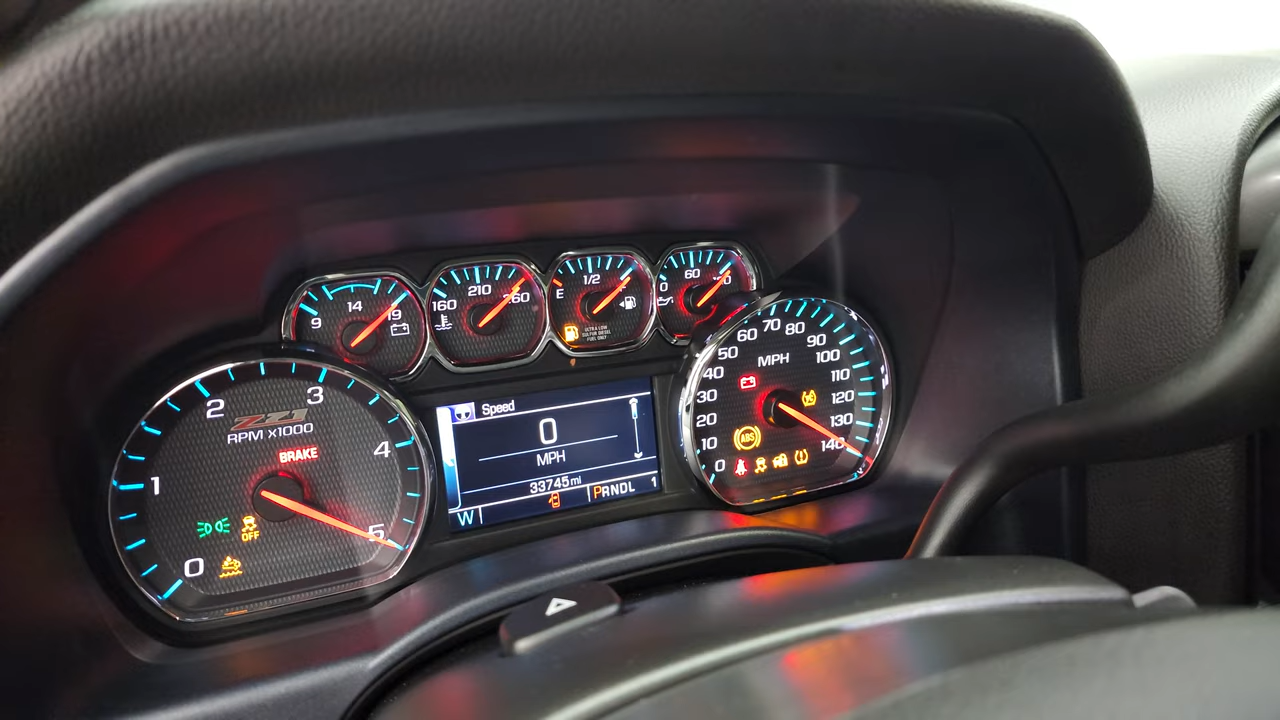 9 14 19
160 210 260
E 1/2
ULTRA LOW
SULFUR DIESEL
FUEL ONLY
0 60
0 1 2 3 4 5
Z71
RPM x1000
BRAKE
OFF
Speed
0
MPH
33745mi
W
PRNDL 1
0 10 20 30 40 50 60 70 80 90 100 110 120 130 140
MPH
ABS